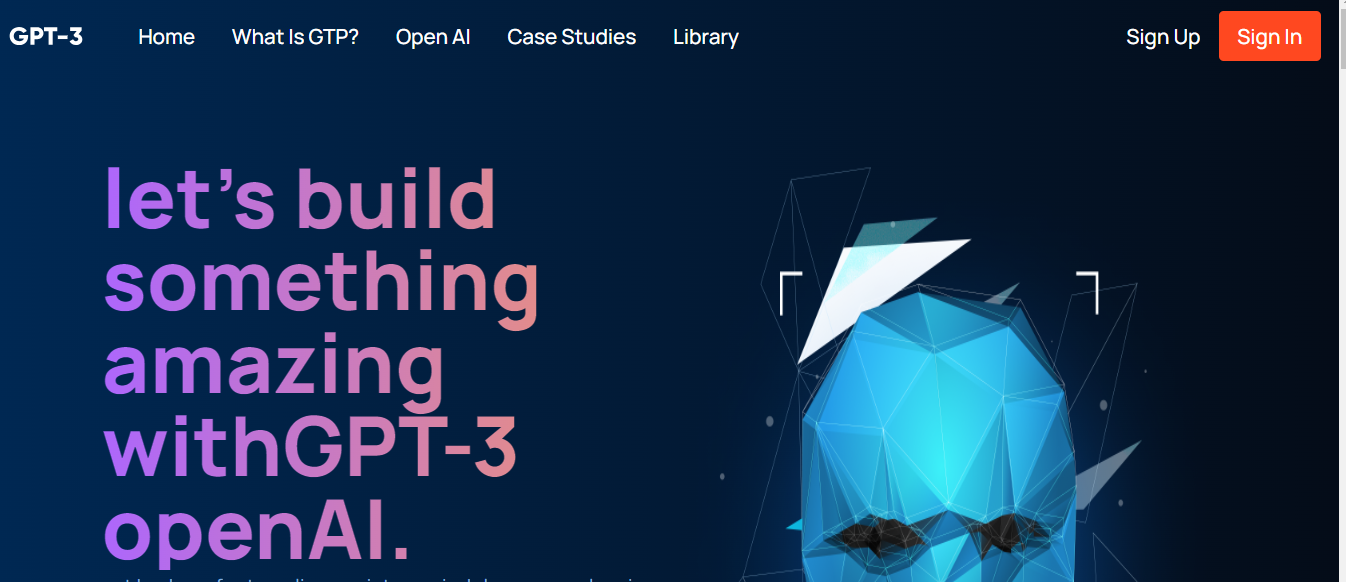 GPT-3 Home What Is GTP? Open AI Case Studies Library Sign Up Sign In
let's build
something
amazing
withGPT-3
openAI.